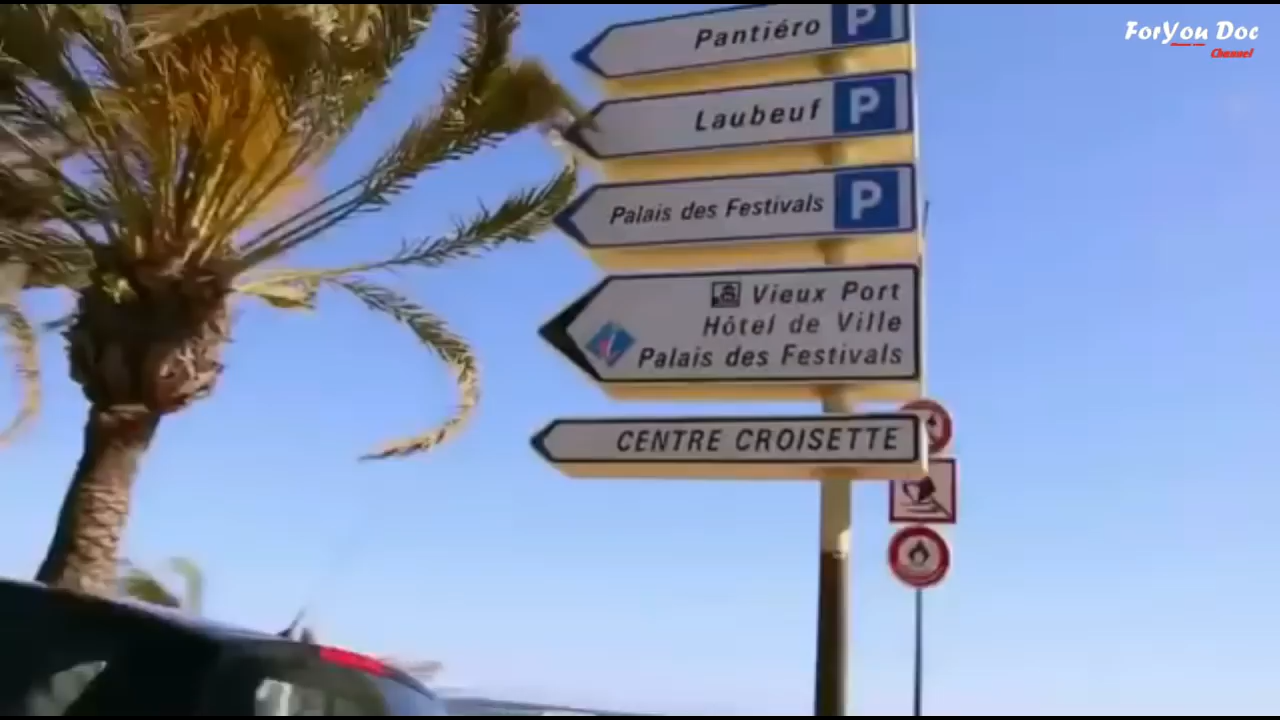 ForYou Doc
Channel
Pantiéro P
Laubeuf P
Palais des Festivals P
Vieux Port
Hôtel de Ville
Palais des Festivals
CENTRE CROISETTE